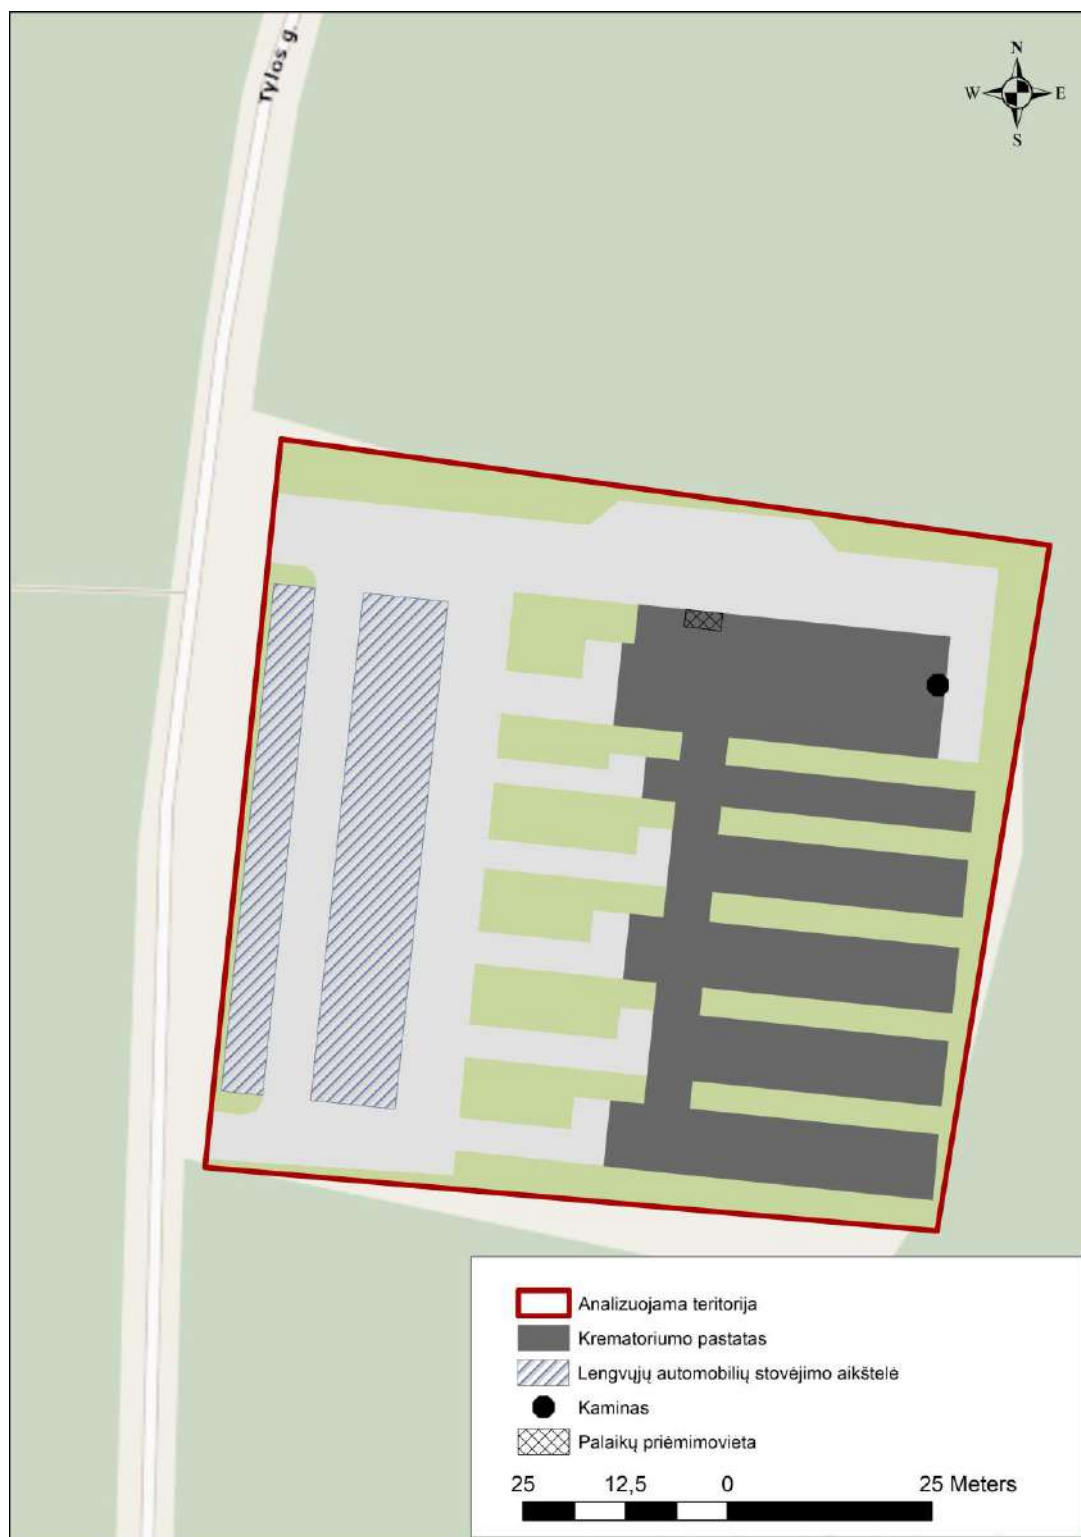 Tylos g.
N
W E
S
Analizuojama teritorija
Krematoriumo pastatas
Lengvųjų automobilių stovėjimo aikštelė
Kaminas
Palaikų priėmimovieta
25 12,5 0 25 Meters